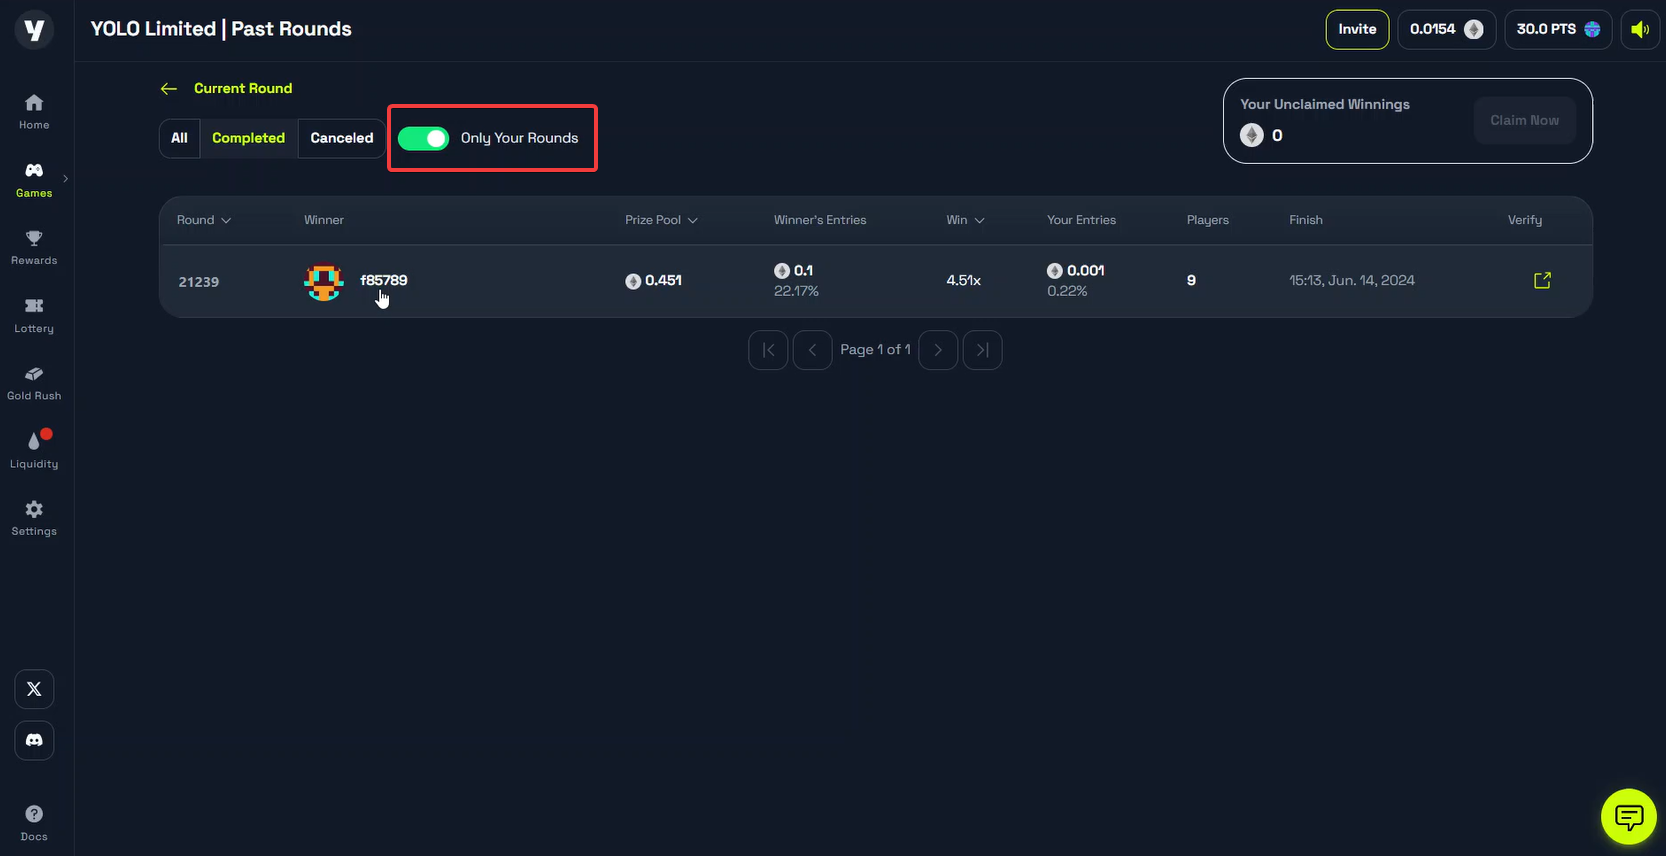 YOLO Limited | Past Rounds
Invite
0.0154
30.0 PTS
Home
Games
Rewards
Lottery
Gold Rush
Liquidity
Settings
Docs
Current Round
All
Completed
Canceled
Only Your Rounds
Your Unclaimed Winnings
0
Claim Now
Round Winner Prize Pool Winner's Entries Win Your Entries Players Finish Verify
21239 f85789 0.451 0.1 4.51x 0.001 9 15:13, Jun. 14, 2024
22.17% 0.22%
Page 1 of 1